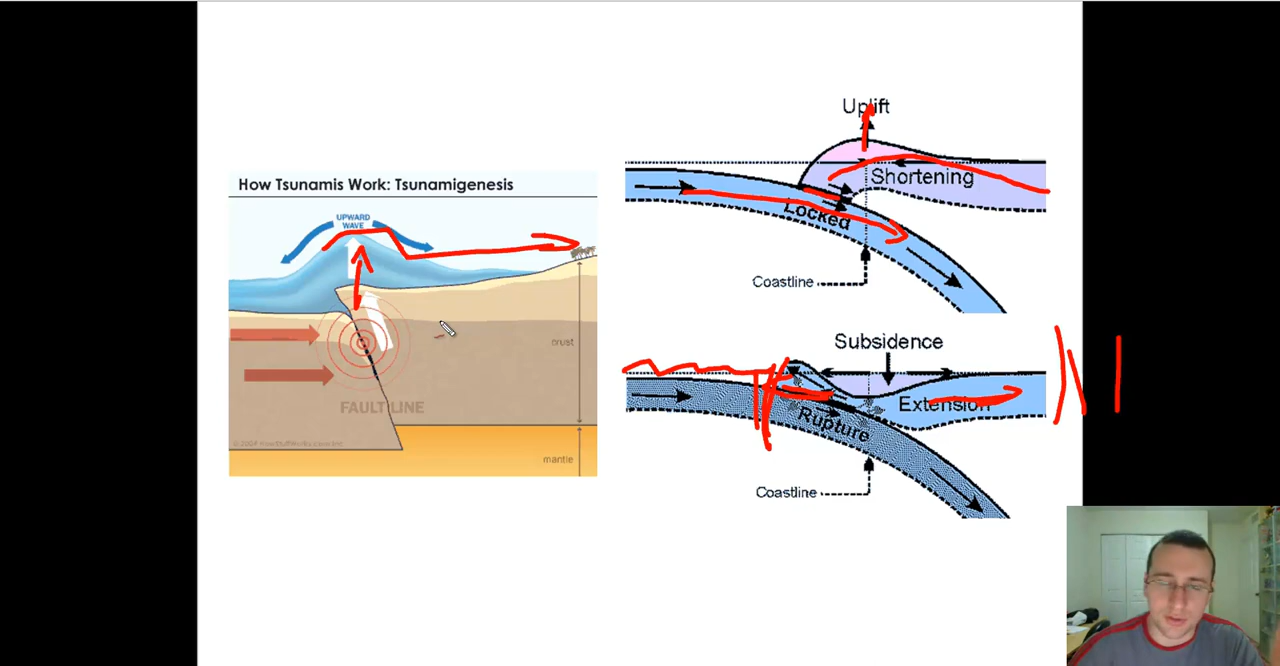 How Tsunamis Work: Tsunamigenesis
UPWARD
WAVE
crust
FAULT LINE
mantle
Uplift
Shortening
Locked
Coastline
Subsidence
Extension
Rupture
Coastline